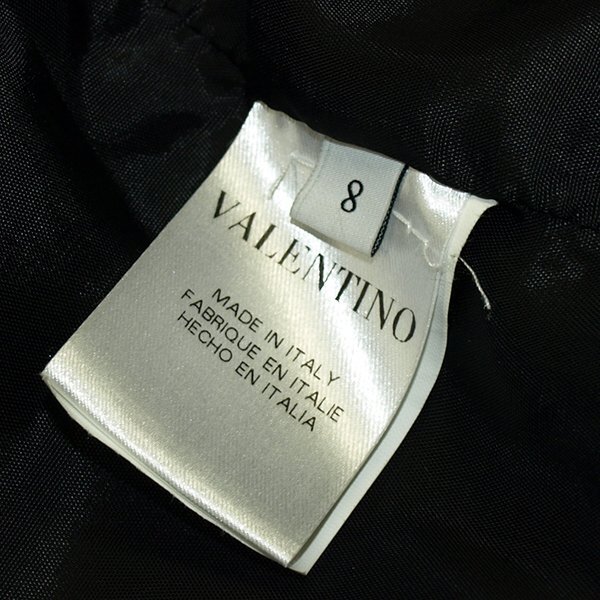 8
VALENTINO
MADE IN ITALY
FABRIQUE EN ITALIE
HECHO EN ITALIA